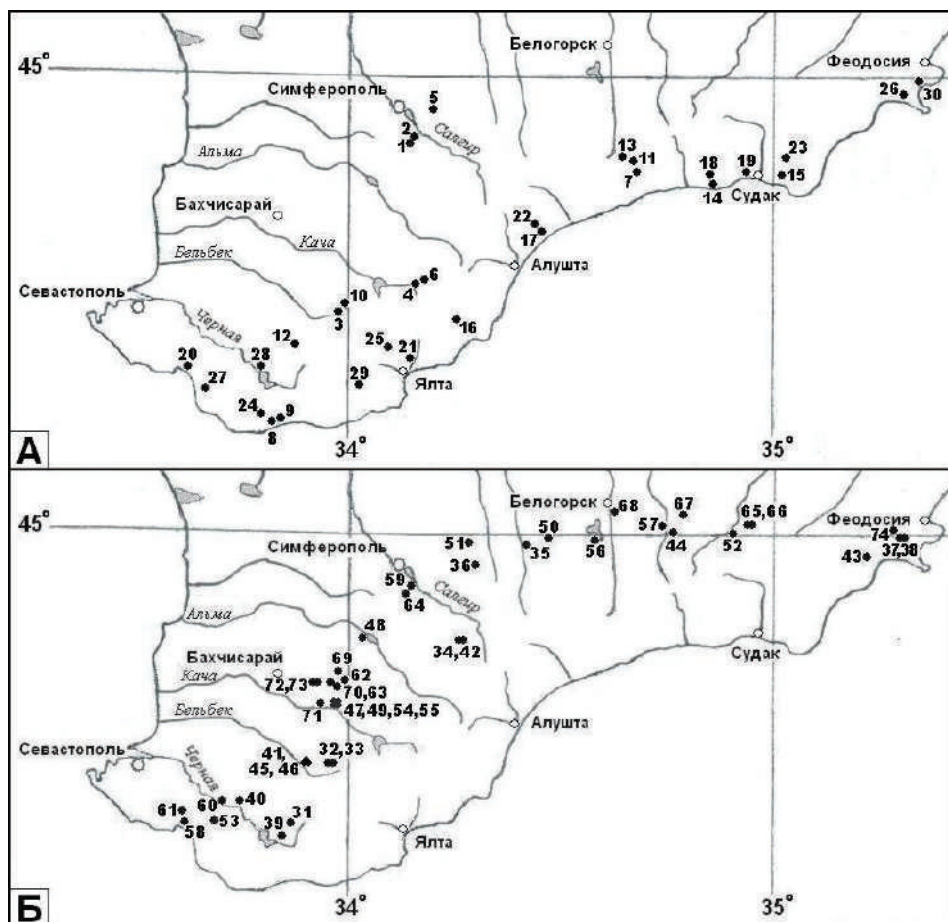 Белогорск
45°
Феодосия
26
30
Симферополь
5
2
1
Салгир
13
11
7
18
14
19
23
15
Судак
Альма
Бахчисарай
Кача
Бельбек
22
17
Алушта
Севастополь
6
4
10
3
16
Черная
12
25
21
20
28
27
29
Ялта
24
9
8
А
34°
35°
Белогорск
68
67
65,66
45°
Феодосия
50
57
74
51
35
56
44
52
37,38
43
Симферополь
36
59
Салгир
64
Альма
48
34,42
Судак
69
Бахчисарай
62
Кача
72,73
70,63
71
47,49,54,55
Алушта
Бельбек
Севастополь
41,
32,33
45,46
Черная
60
40
61
53
31
58
39
Ялта
Б
34°
35°